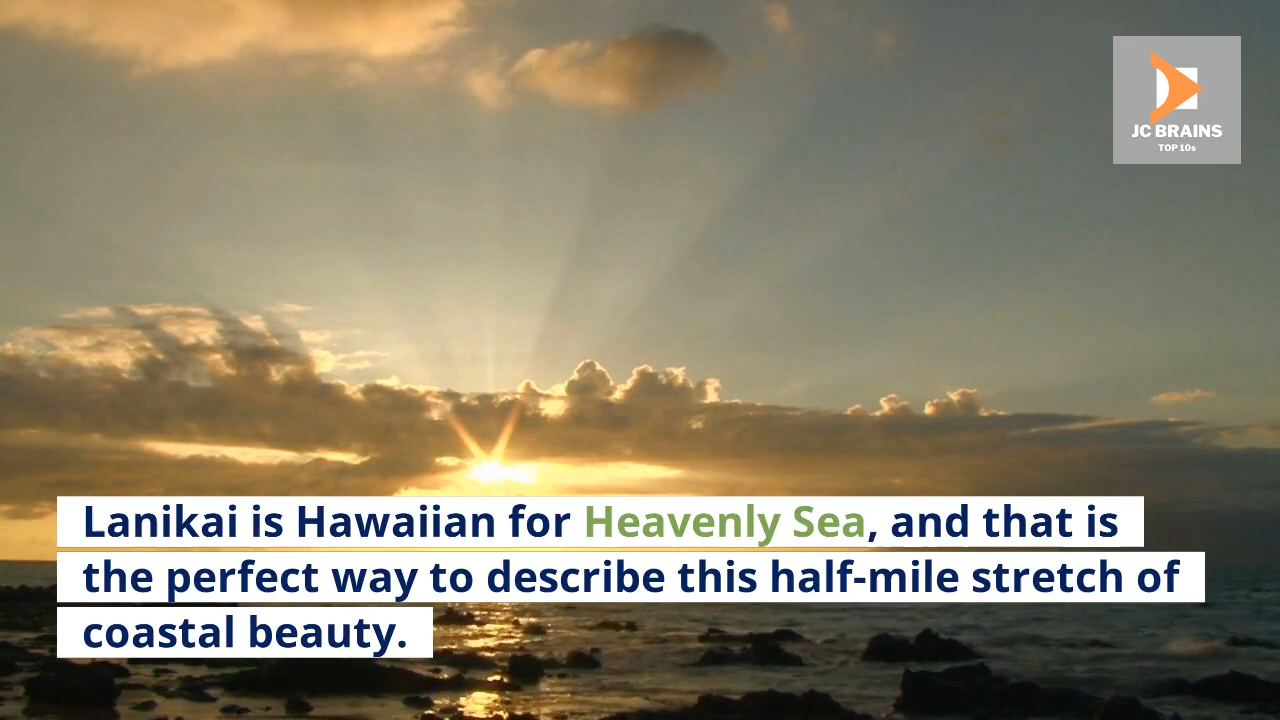 JC BRAINS
TOP 10s
Lanikai is Hawaiian for Heavenly Sea, and that is
the perfect way to describe this half-mile stretch of
coastal beauty.